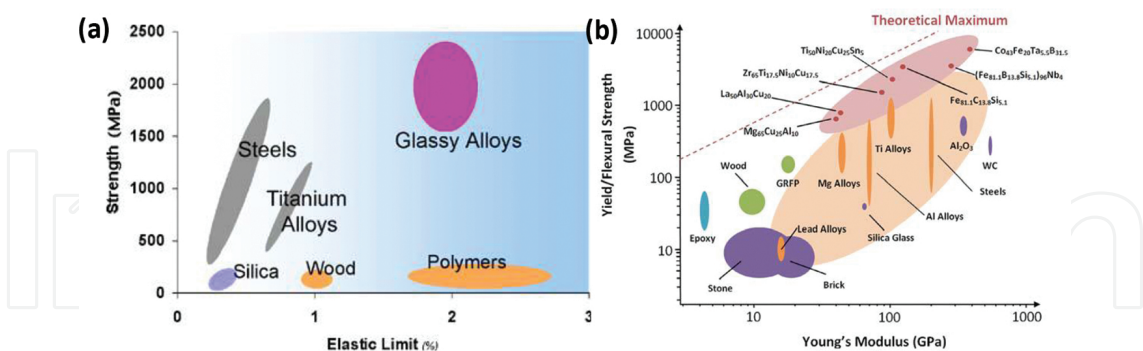 (a)
2500
2000
1500
1000
500
0
Strength (MPa)
Steels
Titanium
Alloys
Glassy Alloys
Silica
Wood
Polymers
0
1
2
3
Elastic Limit (%)
(b)
Theoretical Maximum
10000
1000
100
10
Yield/Flexural Strength
(MPa)
Ti₅₀Ni₂₀Cu₂₅Sn₅
Co₄₃Fe₂₀Ta₅.₅B₃₁.₅
Zr₆₅Ti₁₇.₅Ni₁₀Cu₁₇.₅
(Fe₈₁.₁B₁₃.₈Si₅.₁)₉₆Nb₄
La₅₀Al₃₀Cu₂₀
Fe₈₁.₁C₁₃.₈Si₅.₁
Mg₆₅Cu₂₅Al₁₀
Ti Alloys
Al₂O₃
WC
Wood
GRFP
Mg Alloys
Steels
Epoxy
Lead Alloys
Silica Glass
Al Alloys
Stone
Brick
10
100
1000
Young's Modulus (GPa)